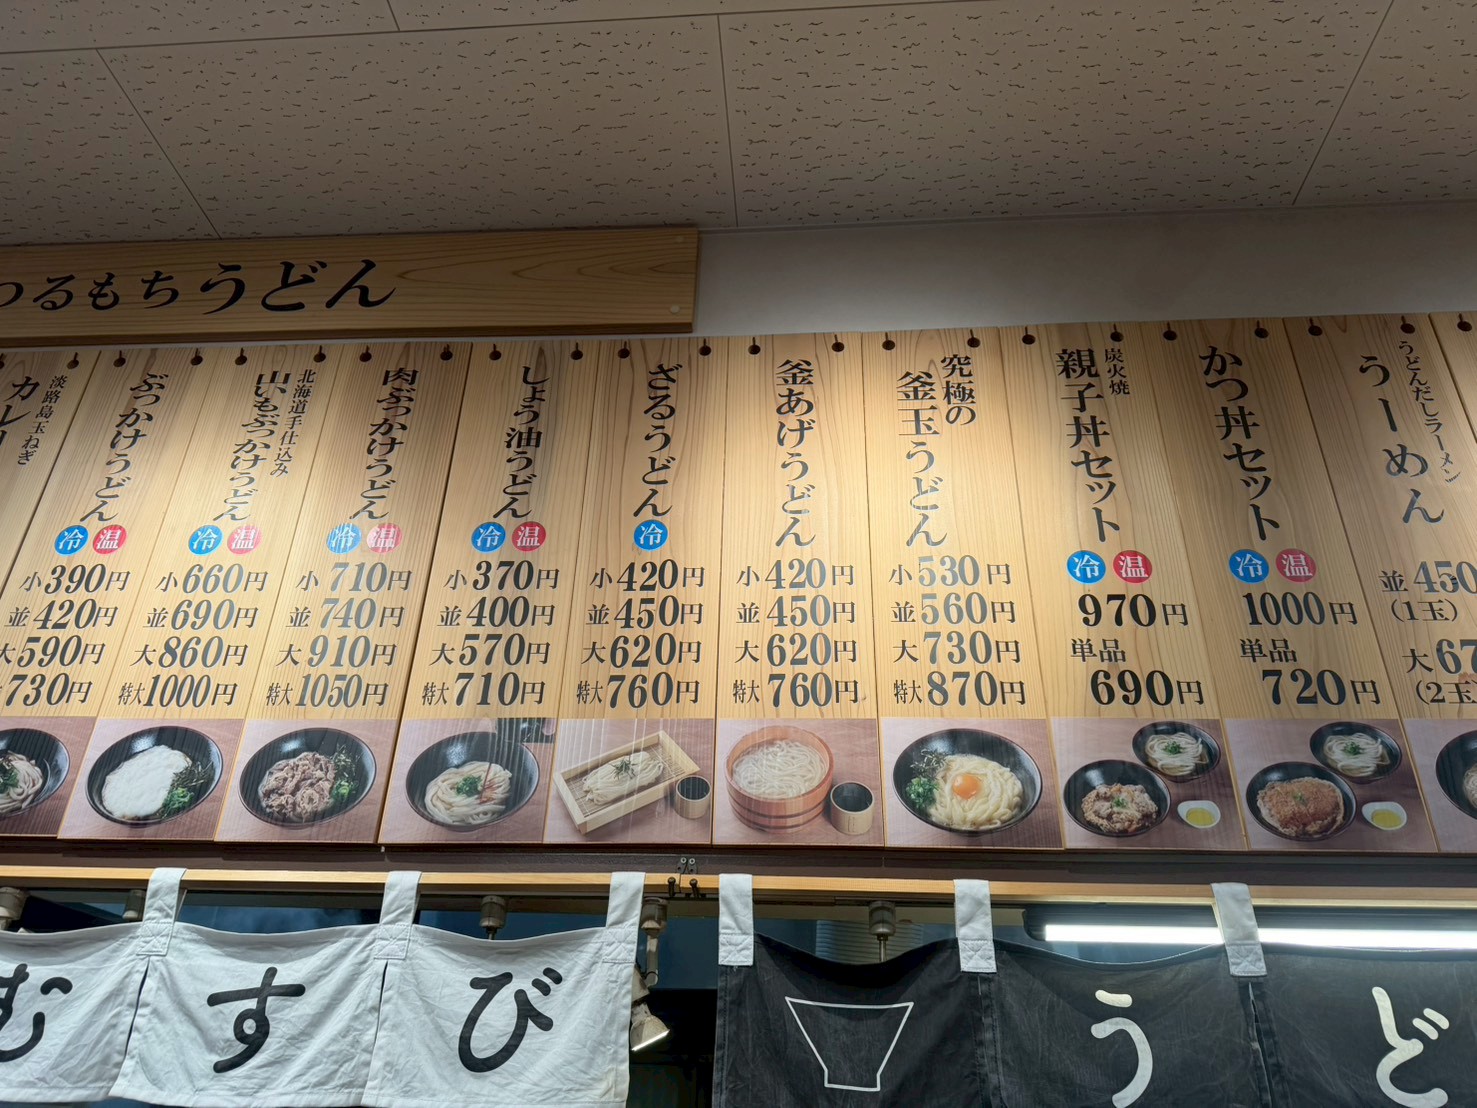 つるもちうどん
淡路島玉ねぎ
カレー
ぶっかけうどん
冷 温
小390円
並420円
大590円
730円
北海道手仕込み
山いもぶっかけうどん
冷 温
小660円
並690円
大860円
特大1000円
肉ぶっかけうどん
冷 温
小710円
並740円
大910円
特大1050円
しょう油うどん
冷 温
小370円
並400円
大570円
特大710円
ざるうどん
冷
小420円
並450円
大620円
特大760円
釜あげうどん
小420円
並450円
大620円
特大760円
究極の
釜玉うどん
小530円
並560円
大730円
特大870円
炭火焼
親子丼セット
冷 温
970円
単品
690円
かつ丼セット
冷 温
1000円
単品
720円
うどんだしラーメン
うーめん
並450
(1玉)
大67
(2玉
むすび
うど